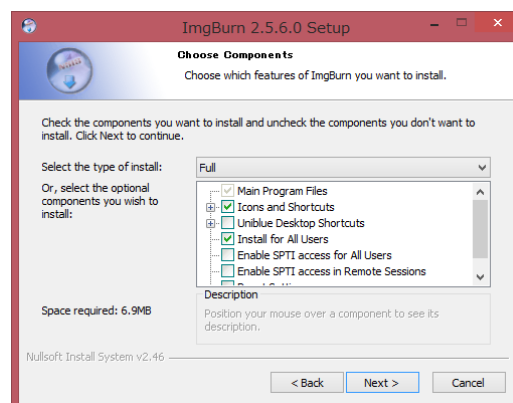 ImgBurn 2.5.6.0 Setup
Choose Components
Choose which features of ImgBurn you want to install.
Check the components you want to install and uncheck the components you don't want to
install. Click Next to continue.
Select the type of install:
Full
Or, select the optional
components you wish to
install:
Main Program Files
Icons and Shortcuts
Uniblue Desktop Shortcuts
Install for All Users
Enable SPTI access for All Users
Enable SPTI access in Remote Sessions
Space required: 6.9MB
Description
Position your mouse over a component to see its
description.
Nullsoft Install System v2.46
< Back
Next >
Cancel